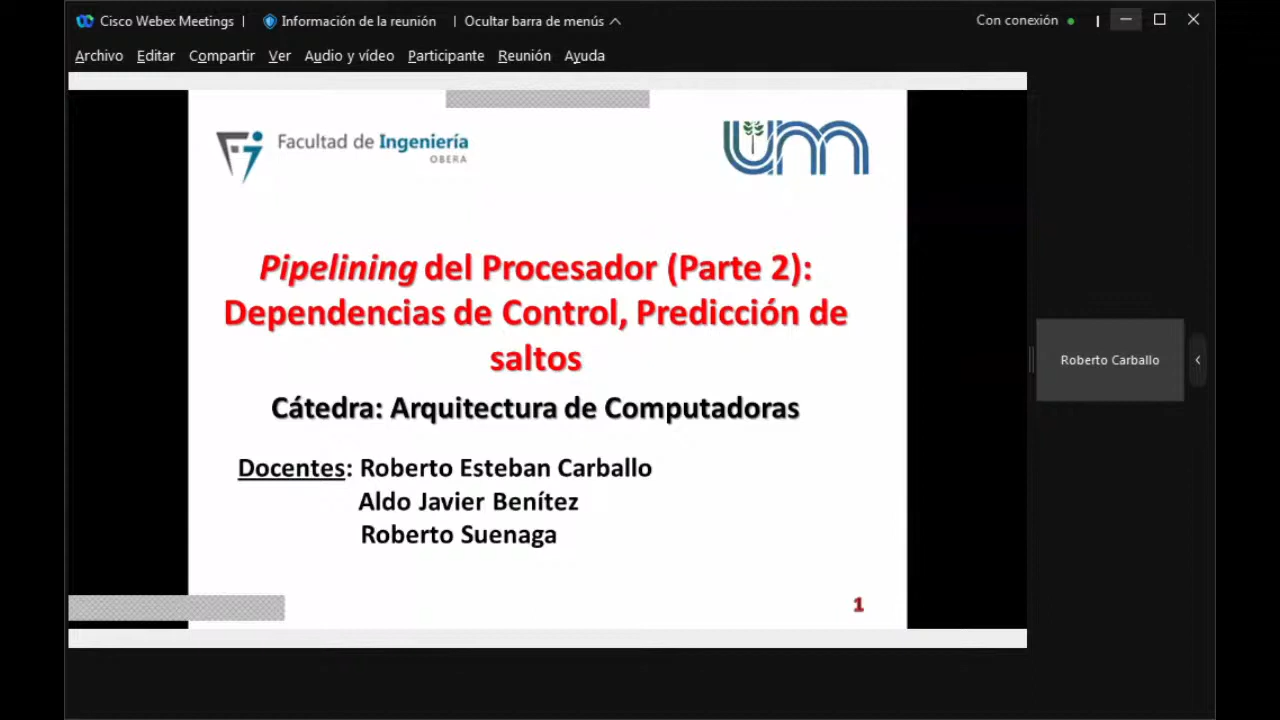 Cisco Webex Meetings | Información de la reunión | Ocultar barra de menús
Con conexión
Archivo Editar Compartir Ver Audio y vídeo Participante Reunión Ayuda
Facultad de Ingeniería
OBERA
um
Pipelining del Procesador (Parte 2):
Dependencias de Control, Predicción de
saltos
Cátedra: Arquitectura de Computadoras
Docentes: Roberto Esteban Carballo
Aldo Javier Benítez
Roberto Suenaga
1
Roberto Carballo